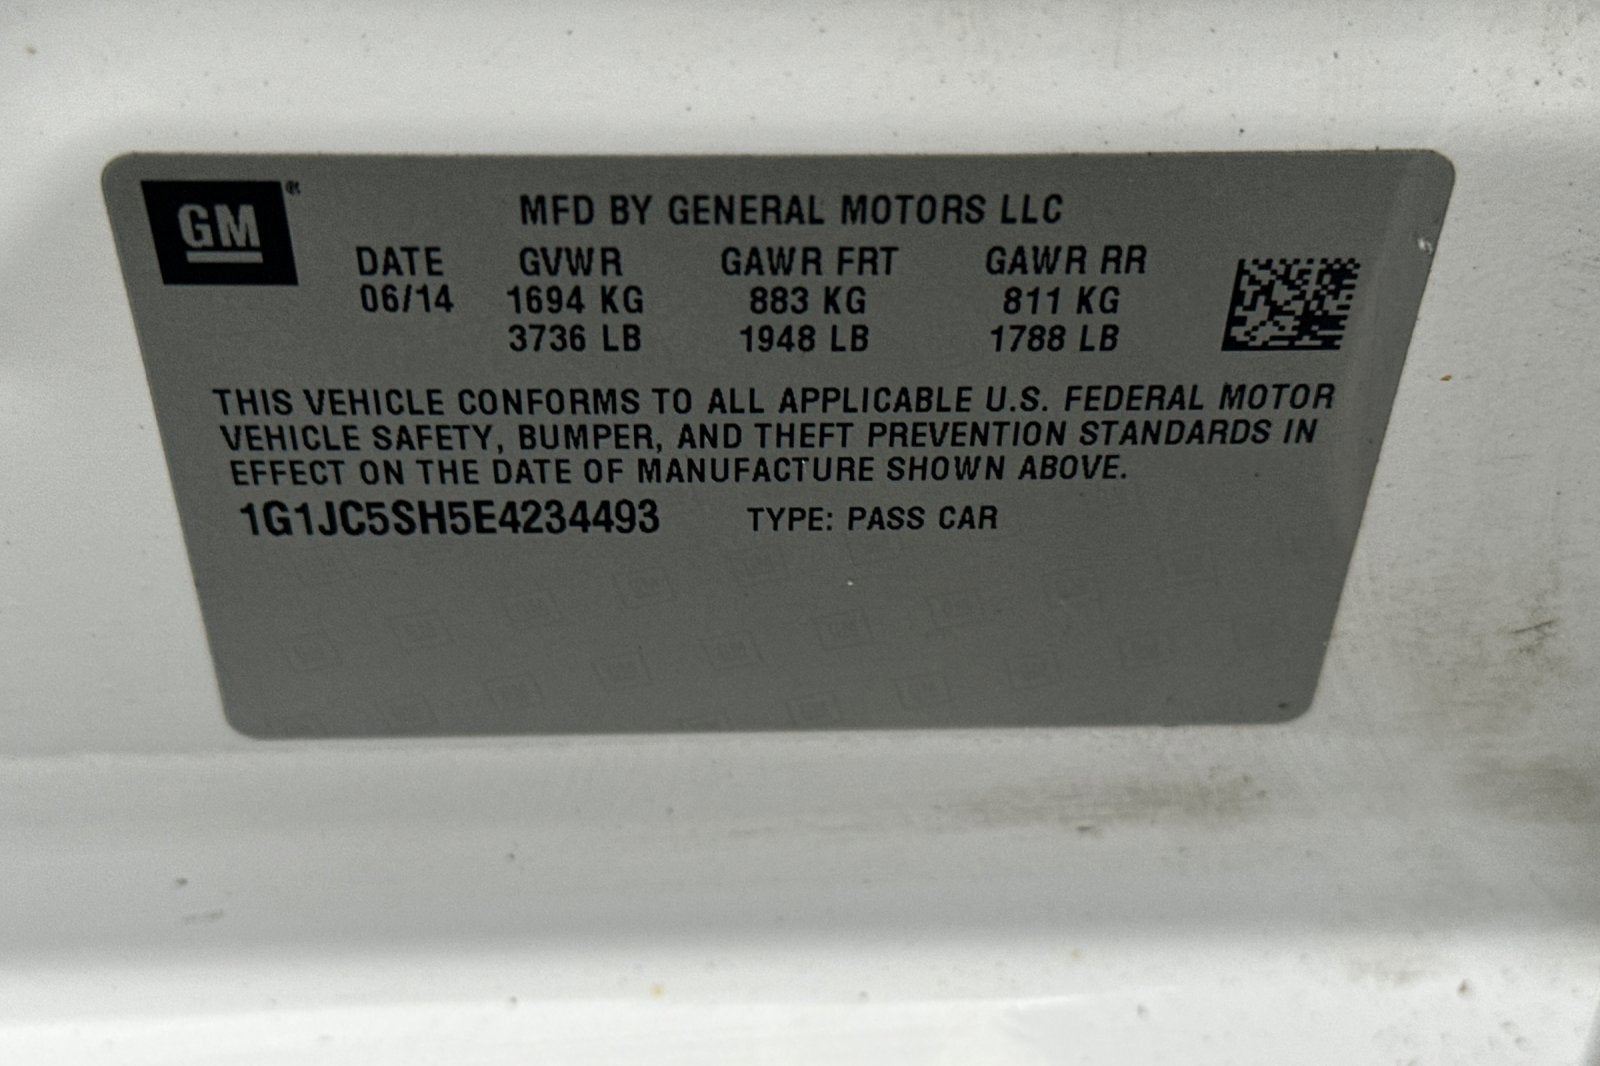 GM®
MFD BY GENERAL MOTORS LLC
DATE GVWR GAWR FRT GAWR RR
06/14 1694 KG 883 KG 811 KG
3736 LB 1948 LB 1788 LB
THIS VEHICLE CONFORMS TO ALL APPLICABLE U.S. FEDERAL MOTOR
VEHICLE SAFETY, BUMPER, AND THEFT PREVENTION STANDARDS IN
EFFECT ON THE DATE OF MANUFACTURE SHOWN ABOVE.
1G1JC5SH5E4234493 TYPE: PASS CAR